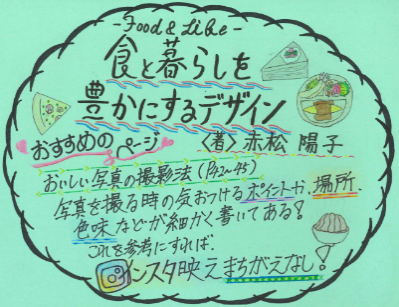 -Food & Life-
食と暮らしを
豊かにするデザイン
おすすめのページ
〈著〉赤松 陽子
おいしい写真の撮影法（P42～45）
写真を撮る時の気おつけるポイントや、場所、
色味などが細かく書いてある！
これを参考にすれば、
インスタ映えまちがえなし！